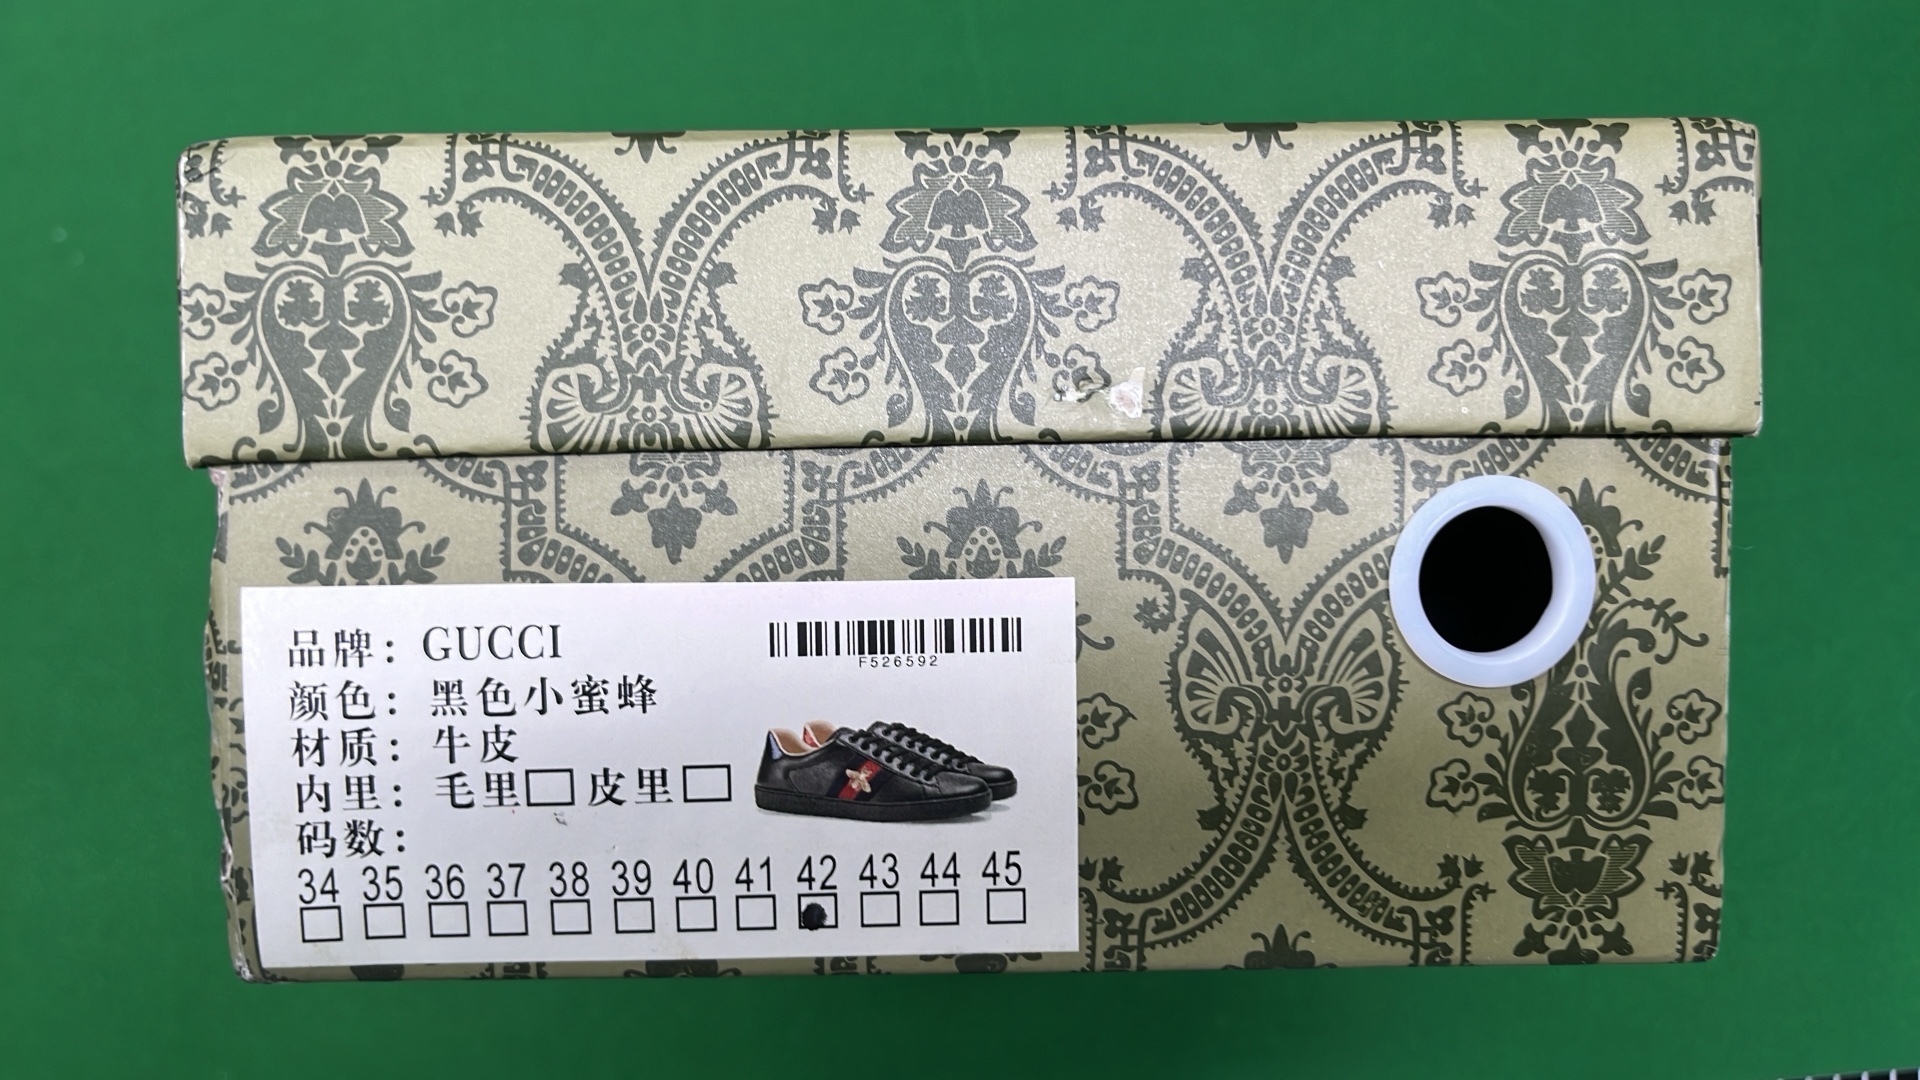 品牌：GUCCI
F526592
颜色：黑色小蜜蜂
材质：牛皮
内里：毛里□ 皮里□
码数：
34 35 36 37 38 39 40 41 42 43 44 45